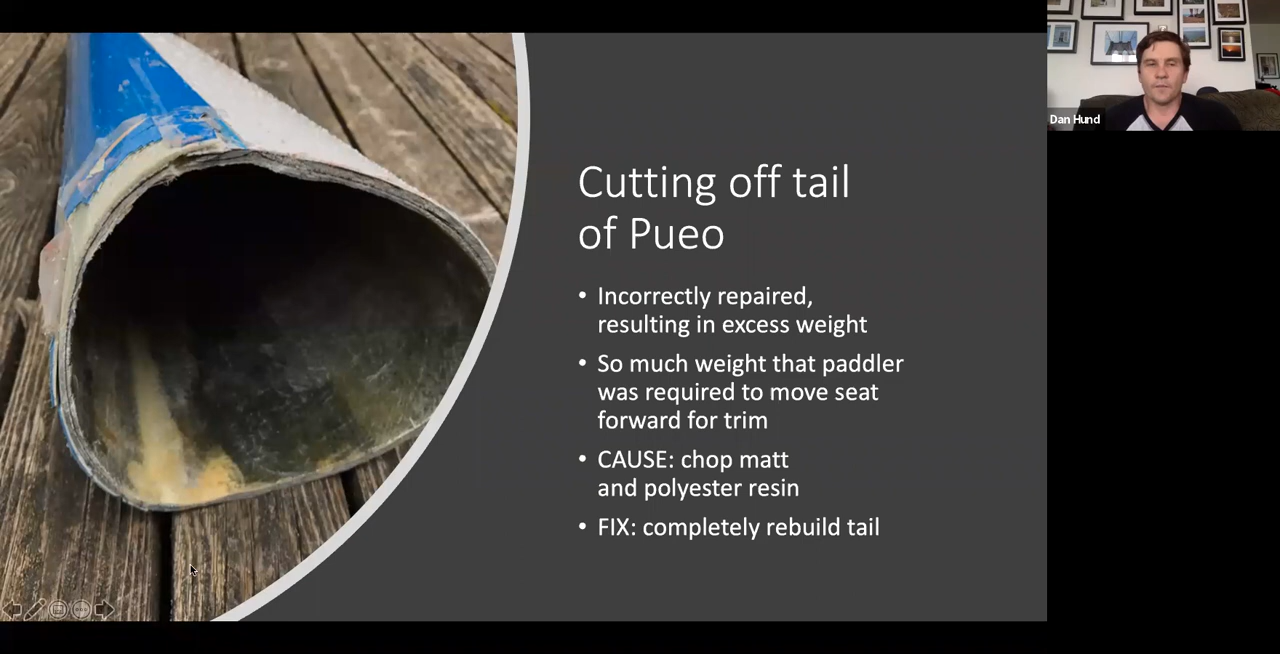 Cutting off tail
of Pueo
• Incorrectly repaired,
resulting in excess weight
• So much weight that paddler
was required to move seat
forward for trim
• CAUSE: chop matt
and polyester resin
• FIX: completely rebuild tail
Dan Hund